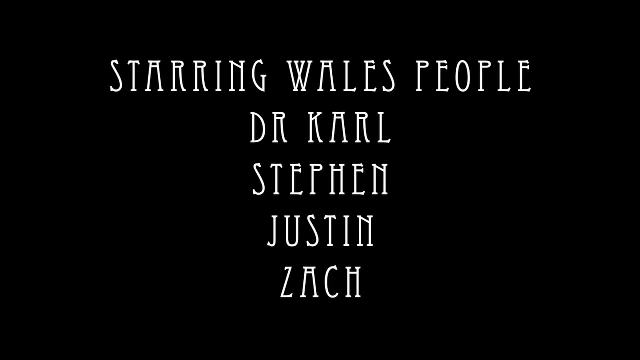 STARRING WALES PEOPLE
DR KARL
STEPHEN
JUSTIN
ZACH